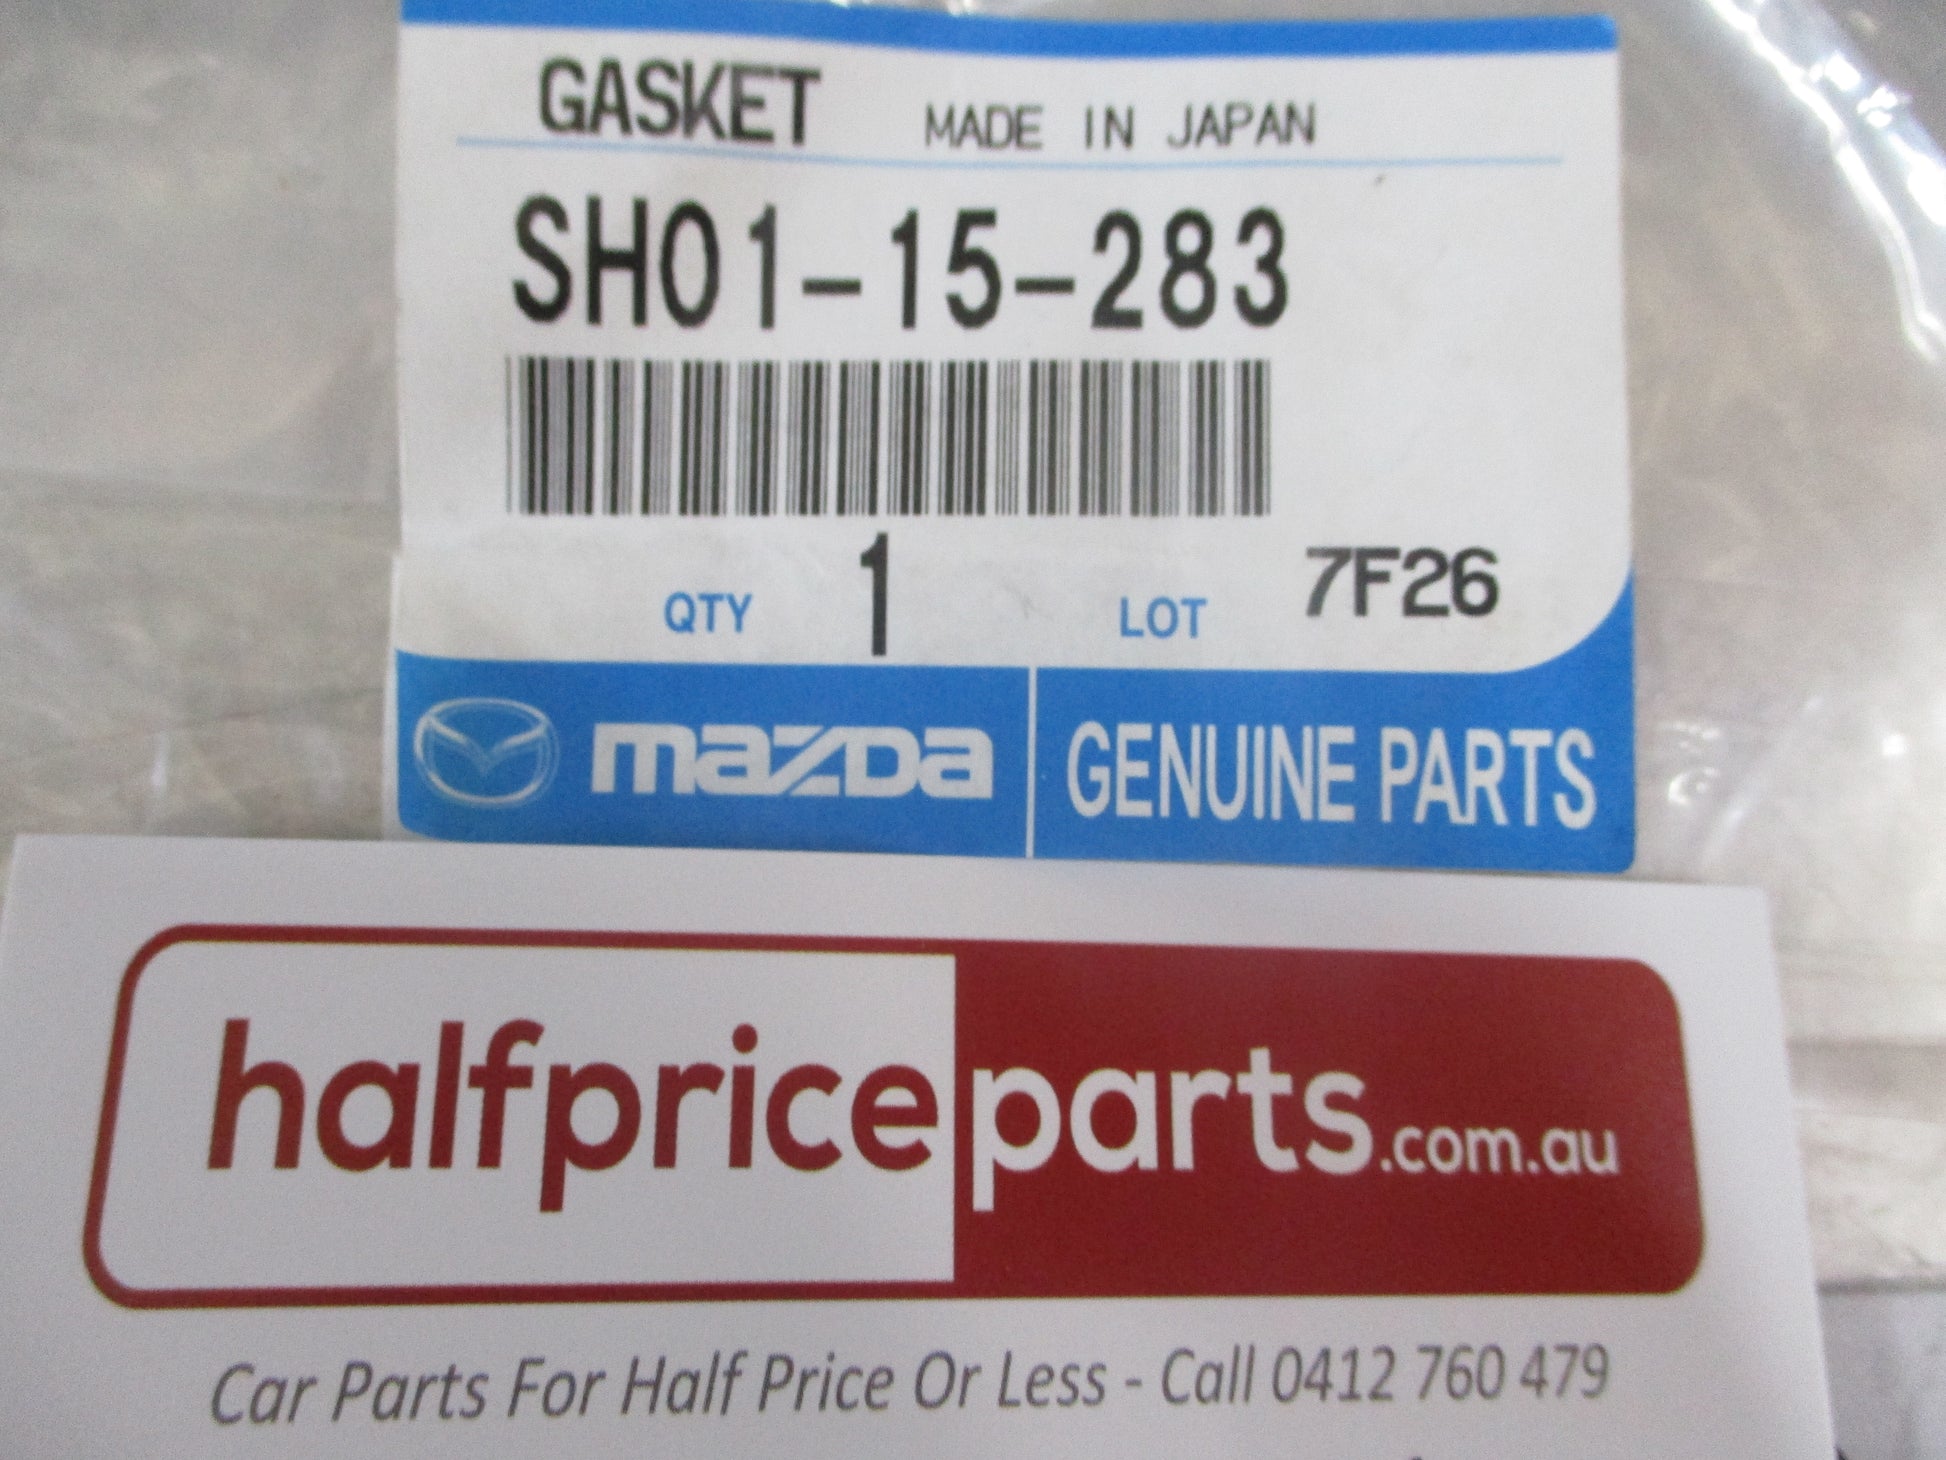 GASKET MADE IN JAPAN
SH01-15-283
QTY 1 LOT 7F26
mazda GENUINE PARTS
halfpriceparts.com.au
Car Parts For Half Price Or Less - Call 0412 760 479